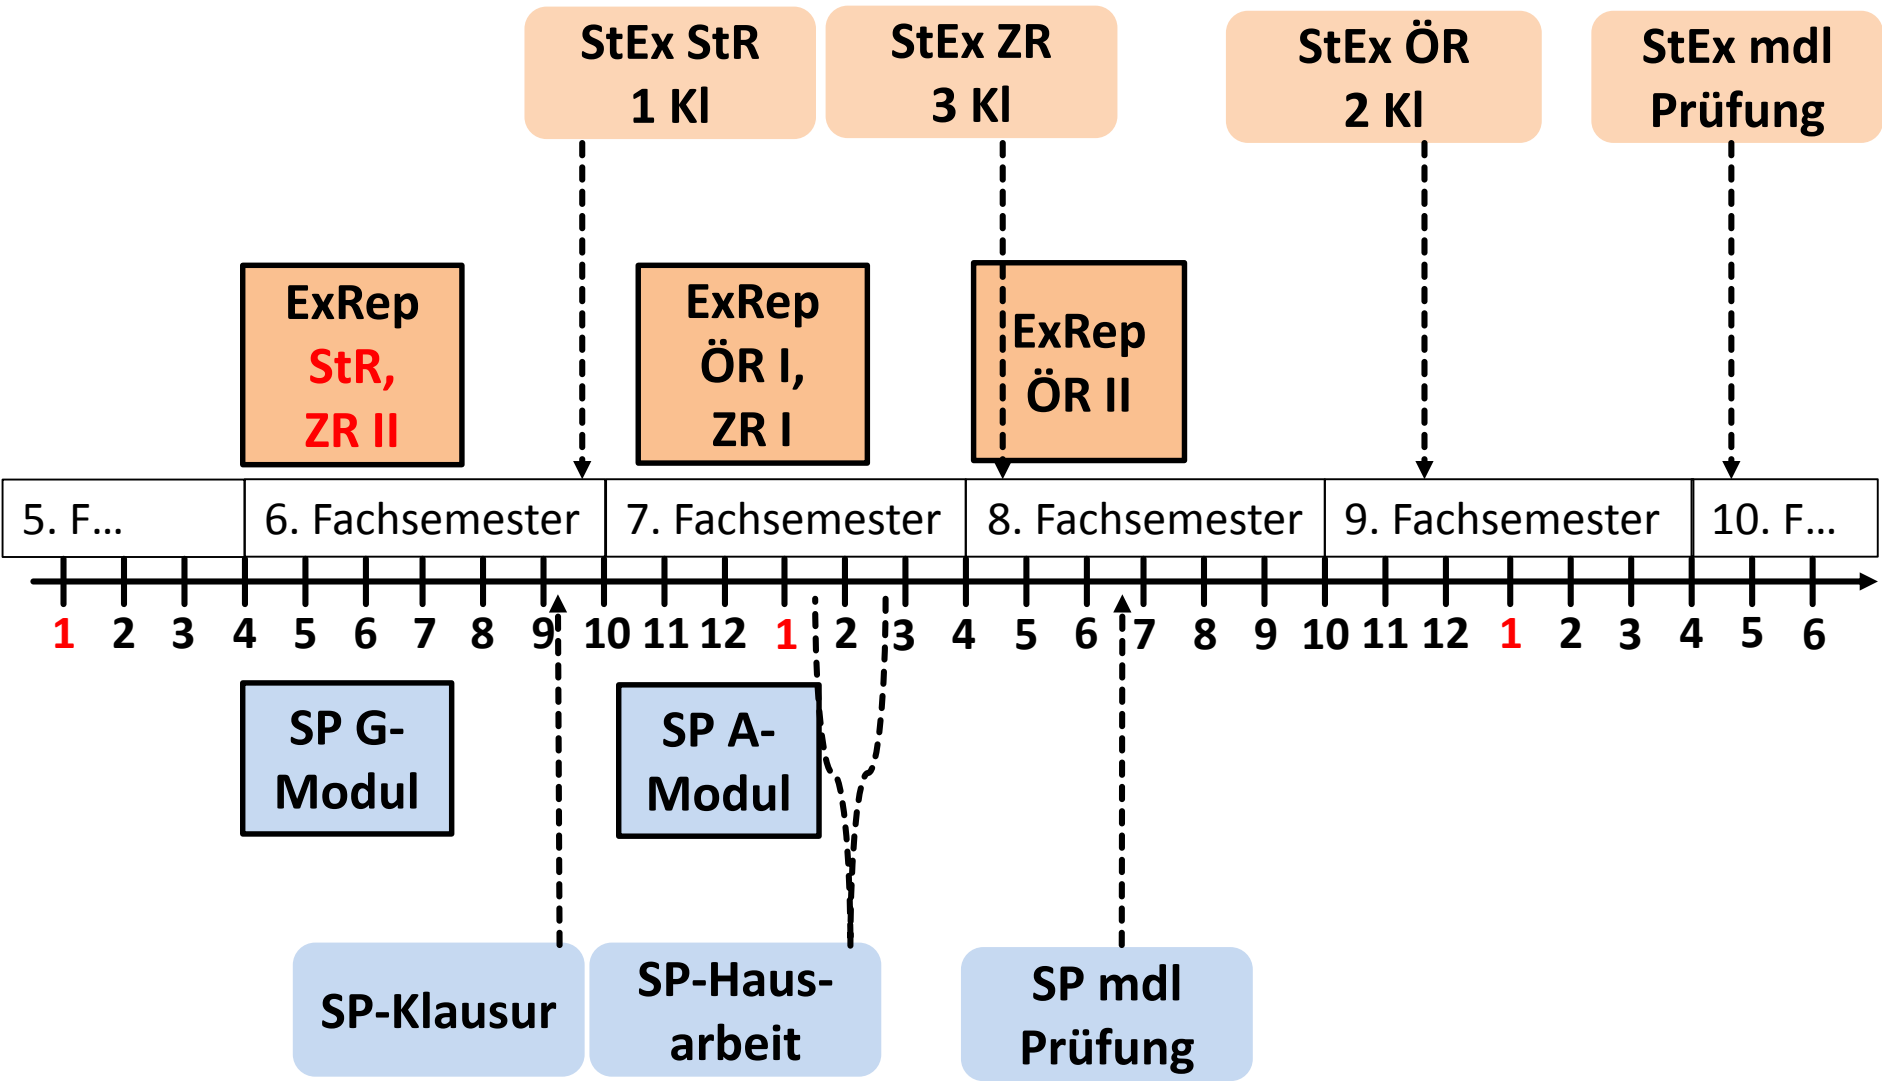 StEx StR
1 Kl
StEx ZR
3 Kl
StEx ÖR
2 Kl
StEx mdl
Prüfung
ExRep
StR,
ZR II
ExRep
ÖR I,
ZR I
ExRep
ÖR II
5. F...
6. Fachsemester
7. Fachsemester
8. Fachsemester
9. Fachsemester
10. F...
1 2 3 4 5 6 7 8 9 10 11 12 1 2 3 4 5 6 7 8 9 10 11 12 1 2 3 4 5 6
SP G-
Modul
SP A-
Modul
SP-Klausur
SP-Haus-
arbeit
SP mdl
Prüfung